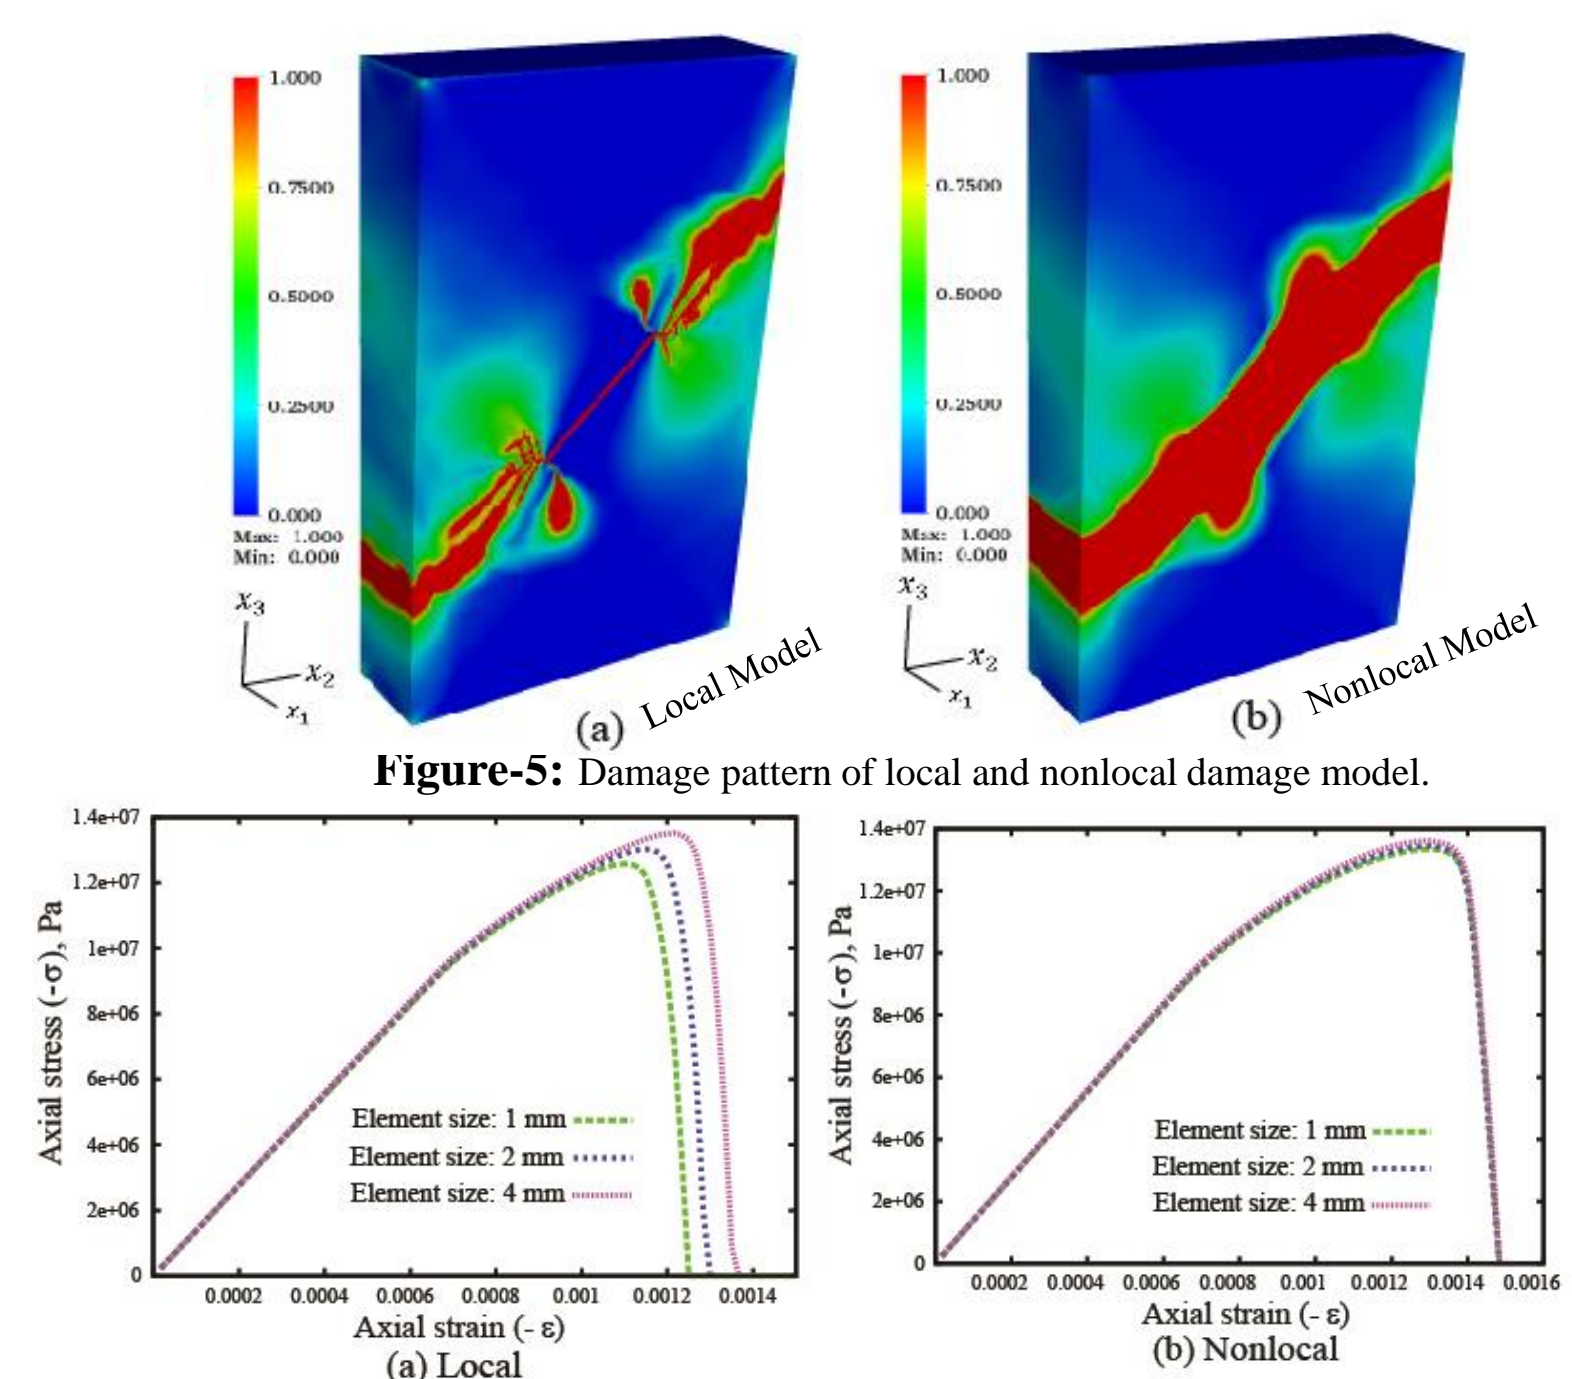 1.000
0.7500
0.5000
0.2500
0.000
Max: 1.000
Min: 0.000
x3
x2
x1
(a) Local Model
1.000
0.7500
0.5000
0.2500
0.000
Max: 1.000
Min: 0.000
x3
x2
x1
(b) Nonlocal Model
Figure-5: Damage pattern of local and nonlocal damage model.
1.4e+07
1.2e+07
1e+07
8e+06
6e+06
4e+06
2e+06
0
Axial stress (-σ), Pa
Element size: 1 mm
Element size: 2 mm
Element size: 4 mm
0.0002 0.0004 0.0006 0.0008 0.001 0.0012 0.0014
Axial strain (- ε)
(a) Local
1.4e+07
1.2e+07
1e+07
8e+06
6e+06
4e+06
2e+06
0
Axial stress (-σ), Pa
Element size: 1 mm
Element size: 2 mm
Element size: 4 mm
0.0002 0.0004 0.0006 0.0008 0.001 0.0012 0.0014 0.0016
Axial strain (- ε)
(b) Nonlocal